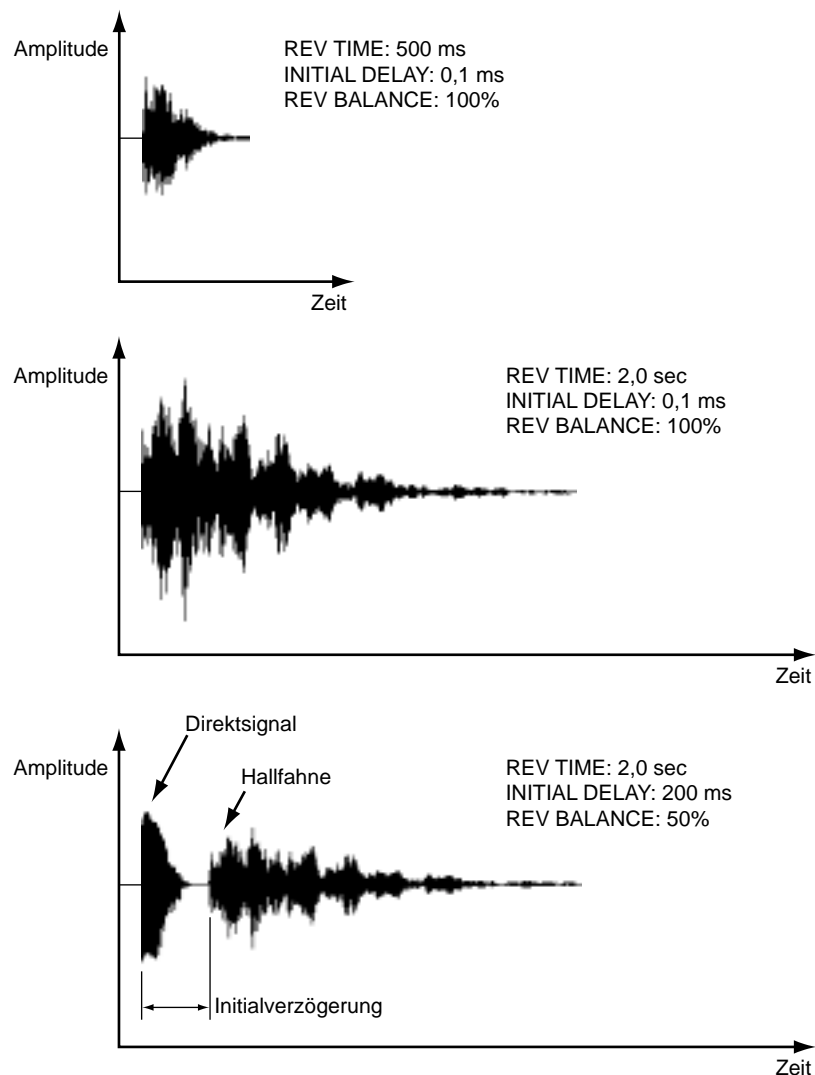 Amplitude
REV TIME: 500 ms
INITIAL DELAY: 0,1 ms
REV BALANCE: 100%
Zeit
Amplitude
REV TIME: 2,0 sec
INITIAL DELAY: 0,1 ms
REV BALANCE: 100%
Zeit
Direktsignal
Amplitude
Hallfahne
REV TIME: 2,0 sec
INITIAL DELAY: 200 ms
REV BALANCE: 50%
Initialverzögerung
Zeit